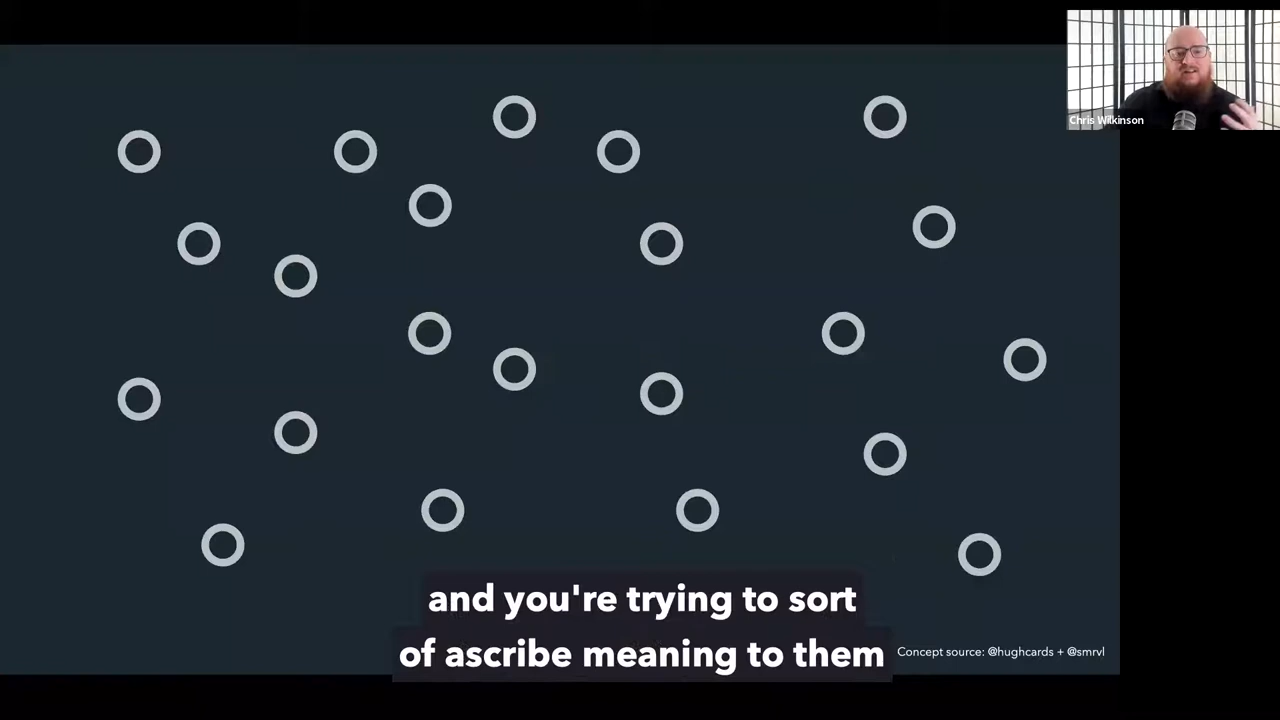 Chris Wilkinson
and you're trying to sort
of ascribe meaning to them
Concept source: @hughcards + @smrvl